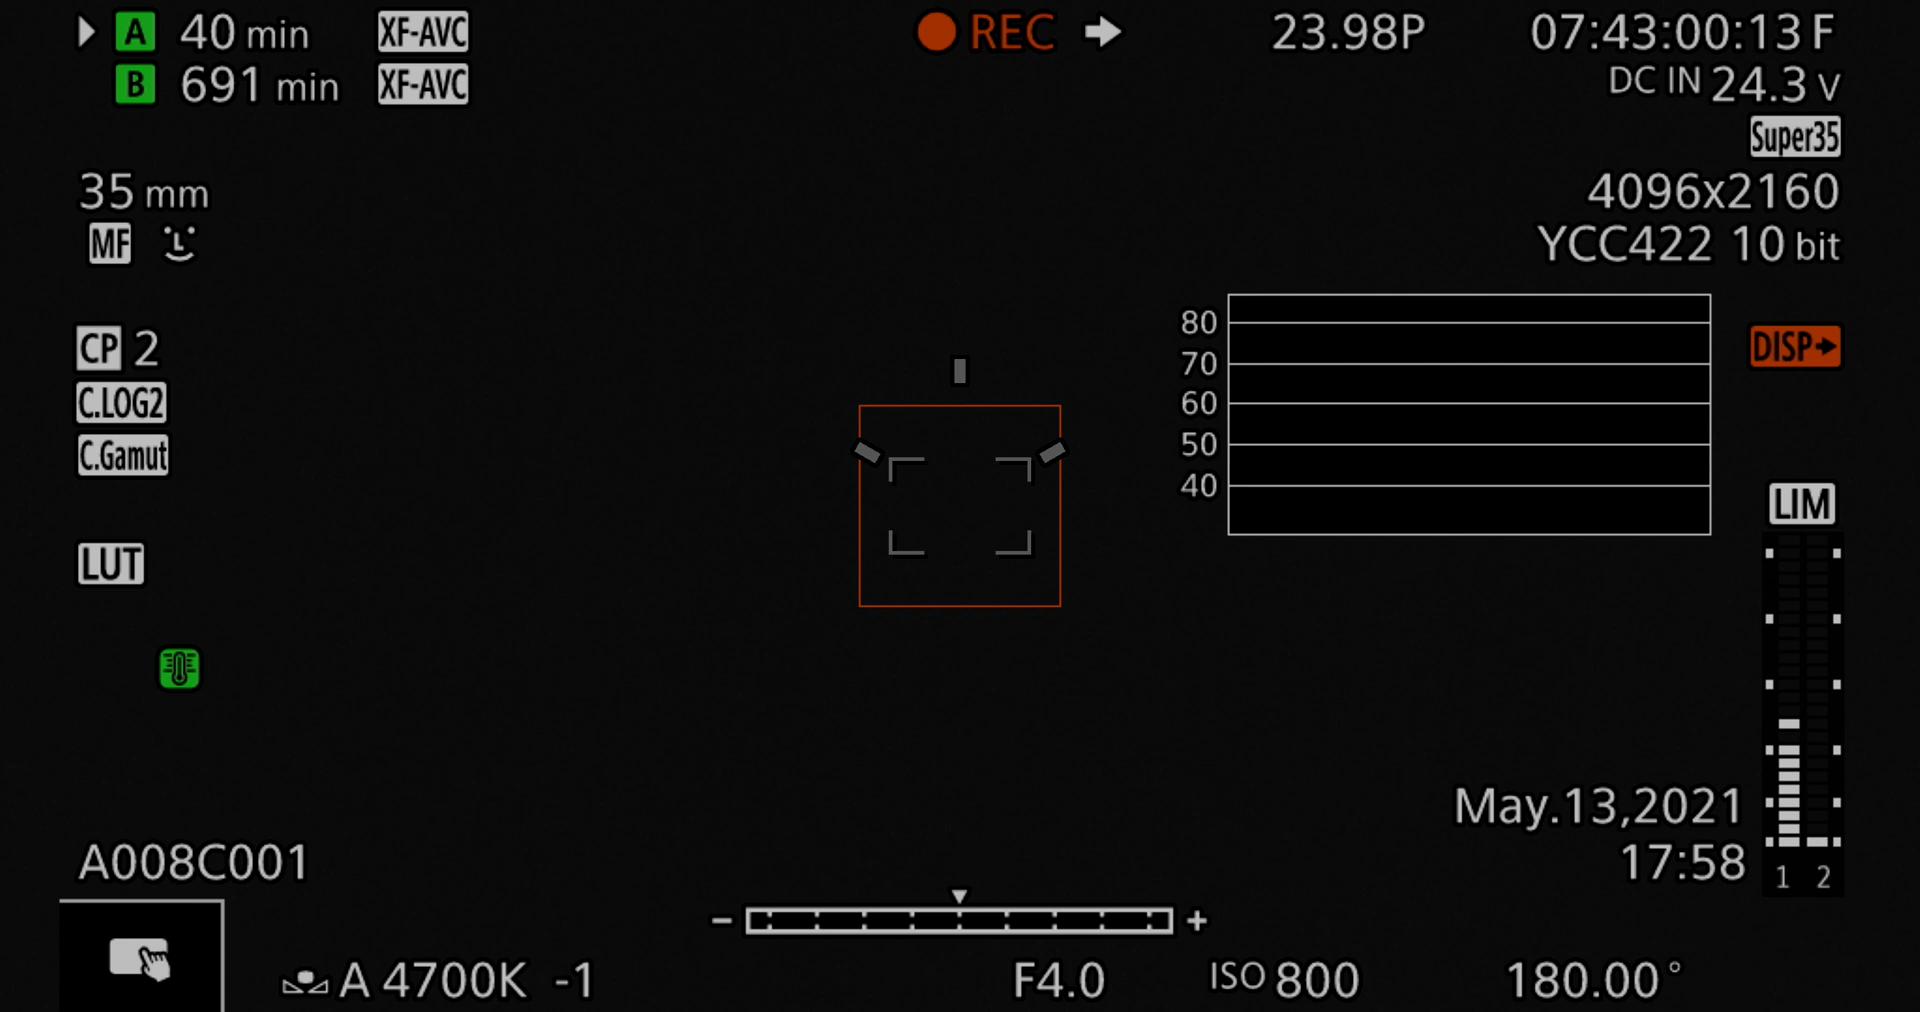 A 40 min XF-AVC
REC
23.98P
07:43:00:13 F
B 691 min XF-AVC
DC IN 24.3 V
Super35
35 mm
4096x2160
MF
YCC422 10 bit
CP 2
C.LOG2
C.Gamut
80
70
60
50
40
DISP
LUT
LIM
May.13,2021
17:58
1 2
A008C001
- +
A 4700K -1
F4.0
ISO 800
180.00°